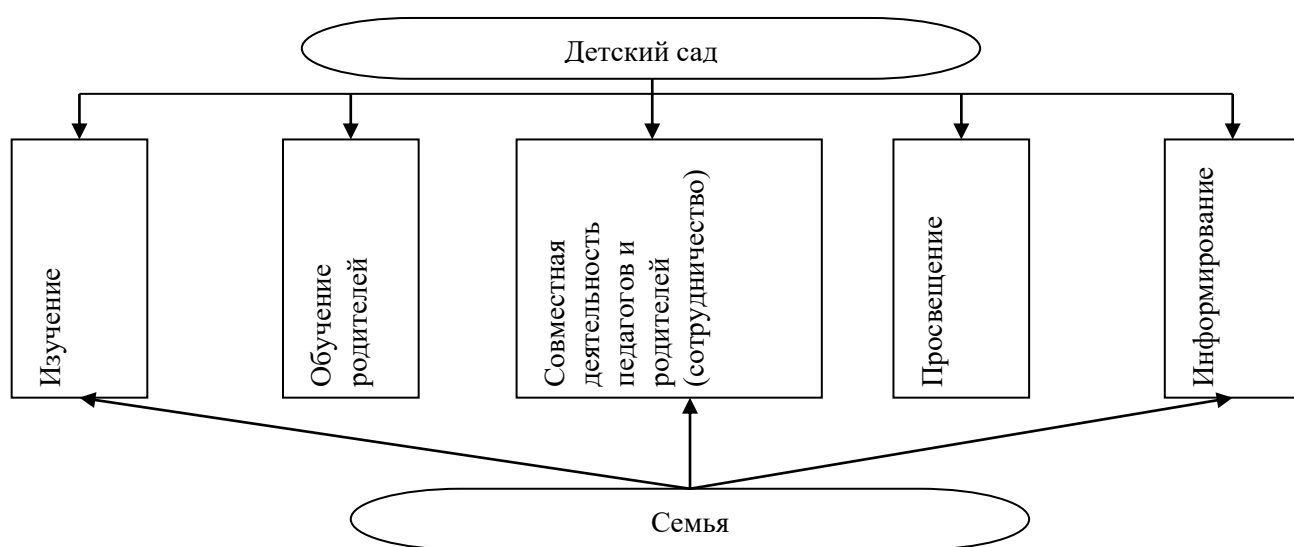 Детский сад
Изучение
Обучение
родителей
Совместная
деятельность
педагогов и
родителей
(сотрудничество)
Просвещение
Информирование
Семья